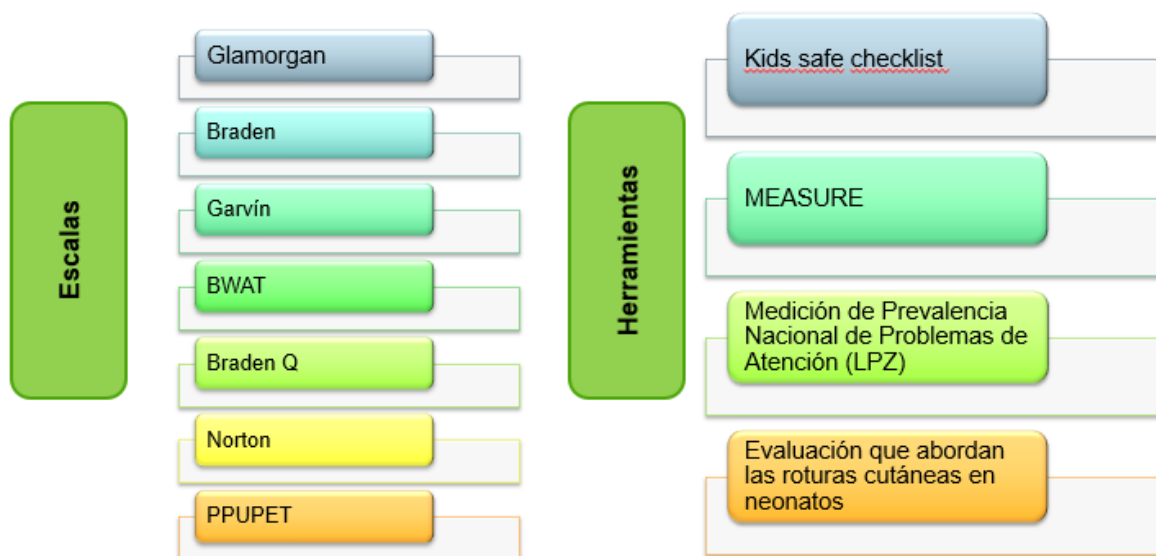 Escalas
Glamorgan
Braden
Garvín
BWAT
Braden Q
Norton
PPUPET
Herramientas
Kids safe checklist
MEASURE
Medición de Prevalencia
Nacional de Problemas de
Atención (LPZ)
Evaluación que abordan
las roturas cutáneas en
neonatos